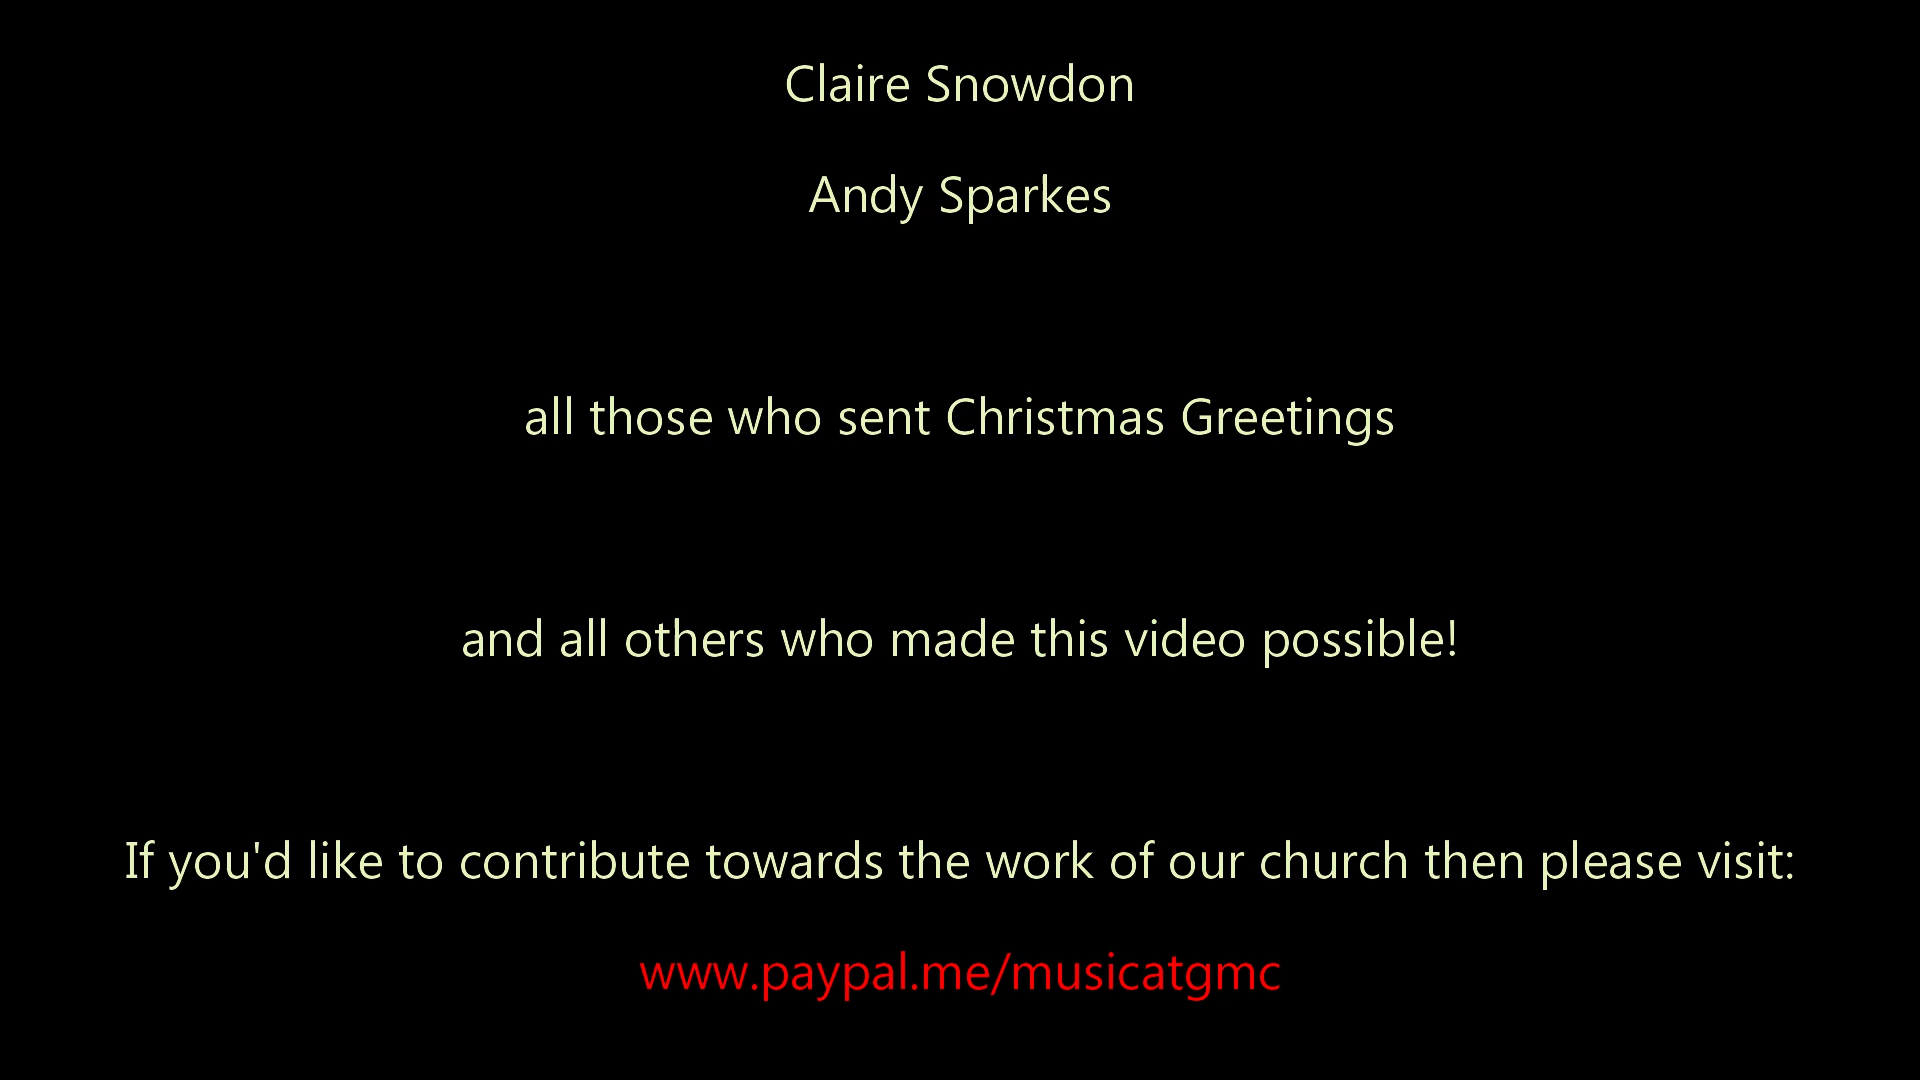 Claire Snowdon
Andy Sparkes
all those who sent Christmas Greetings
and all others who made this video possible!
If you'd like to contribute towards the work of our church then please visit:
www.paypal.me/musicatgmc